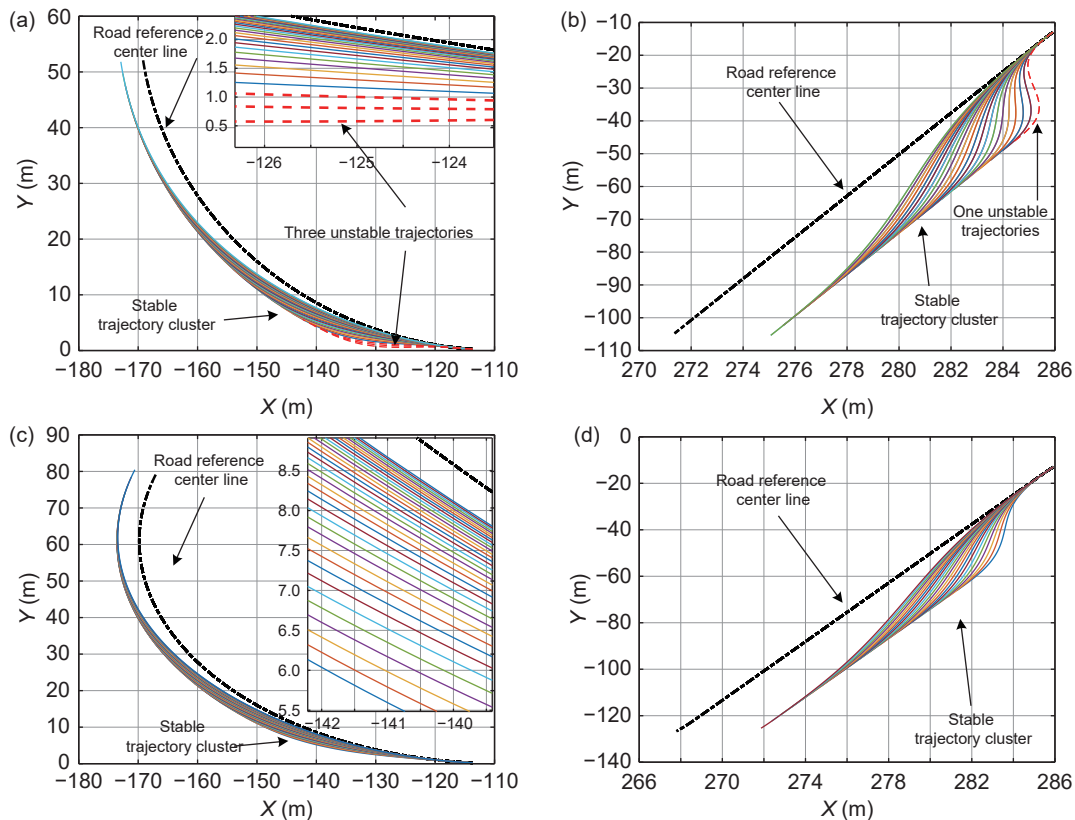 (a)
60
50
40
30
20
10
0
Y (m)
Road reference
center line
2.0
1.5
1.0
0.5
−126
−125
−124
Three unstable trajectories
Stable
trajectory cluster
−180
−170
−160
−150
−140
−130
−120
−110
X (m)
(b)
−10
−20
−30
−40
−50
−60
−70
−80
−90
−100
−110
Y (m)
Road reference
center line
One unstable
trajectories
Stable
trajectory cluster
270
272
274
276
278
280
282
284
286
X (m)
(c)
90
80
70
60
50
40
30
20
10
0
Y (m)
Road reference
center line
8.5
8.0
7.5
7.0
6.5
6.0
5.5
−142
−141
−140
Stable
trajectory cluster
−180
−170
−160
−150
−140
−130
−120
−110
X (m)
(d)
0
−20
−40
−60
−80
−100
−120
−140
Y (m)
Road reference
center line
Stable
trajectory cluster
266
268
270
272
274
276
278
280
282
284
286
X (m)